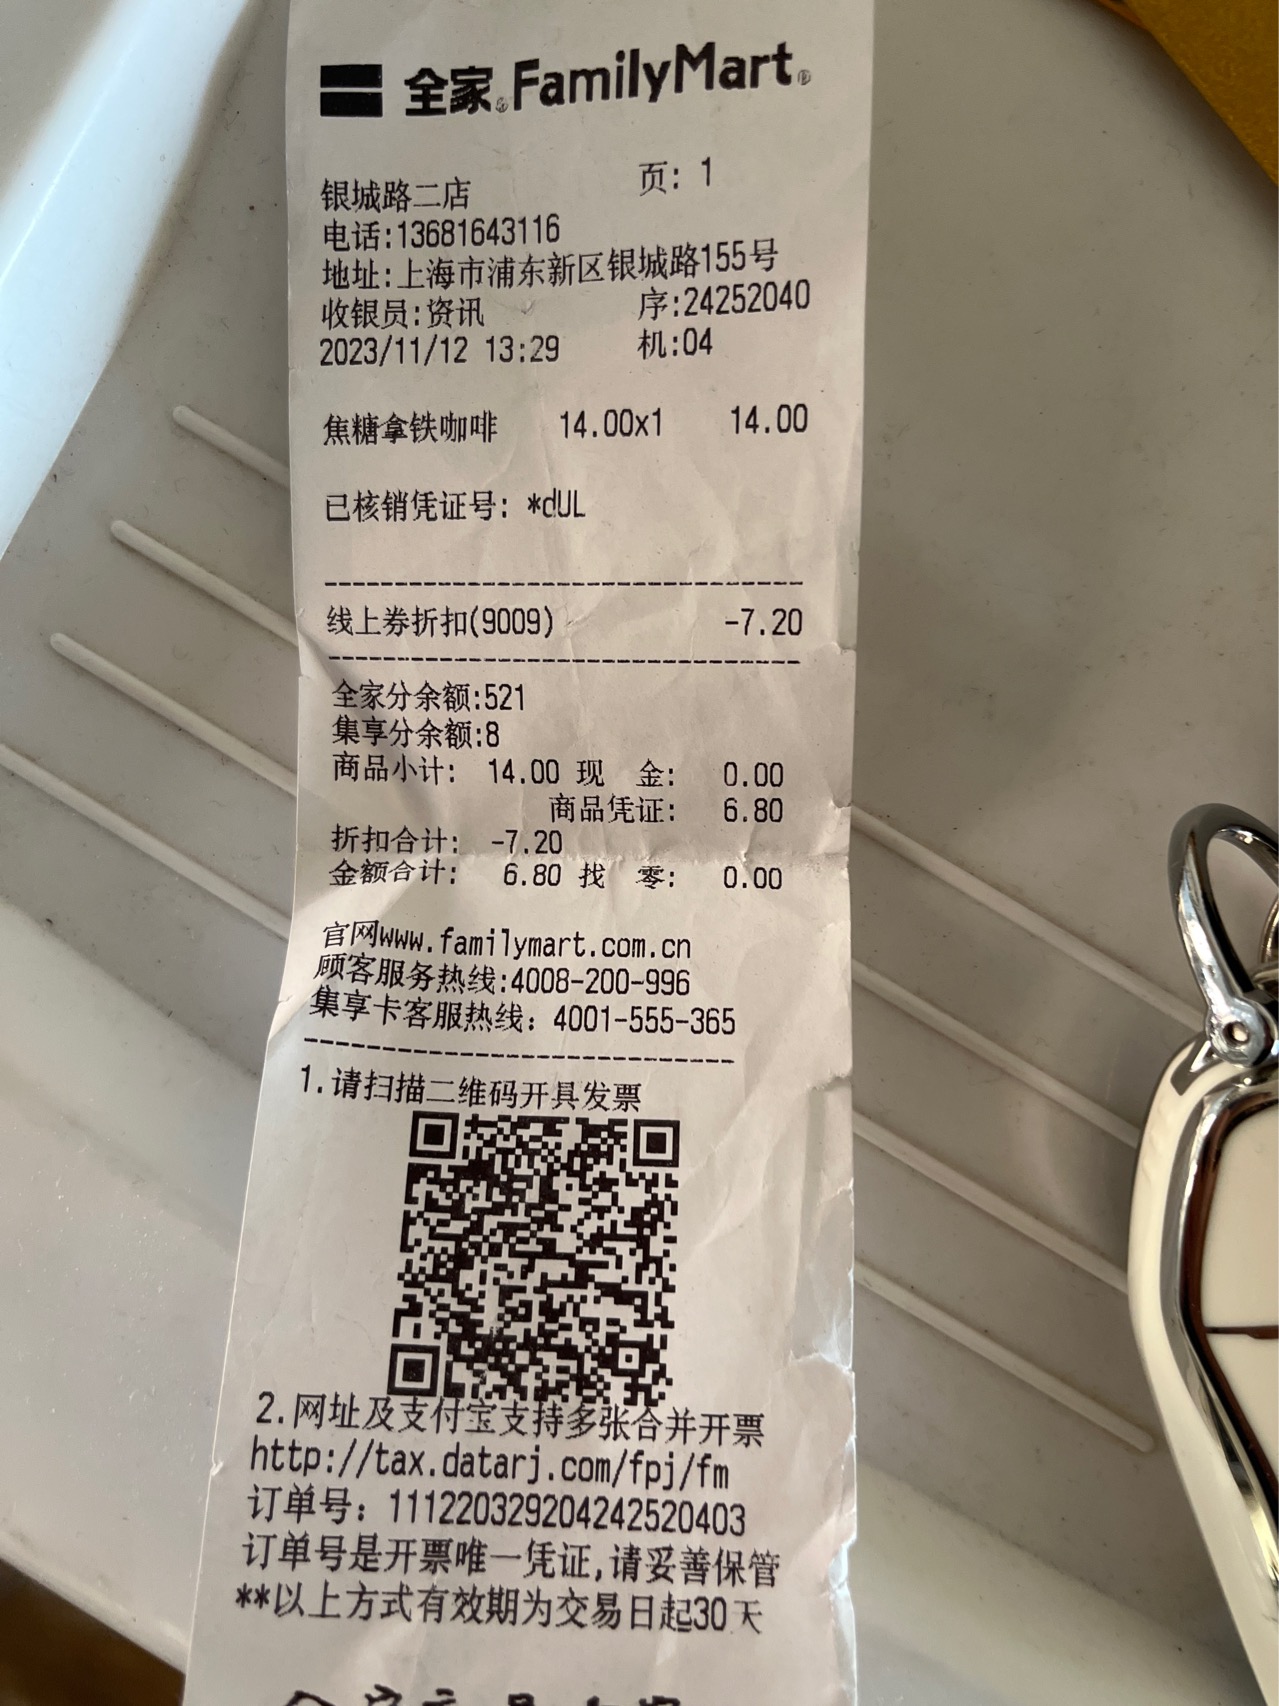 全家 FamilyMart
页: 1
银城路二店
电话:13681643116
地址:上海市浦东新区银城路155号
收银员:资讯 序:24252040
2023/11/12 13:29 机:04
焦糖拿铁咖啡 14.00x1 14.00
已核销凭证号: *dUL
线上券折扣(9009) -7.20
全家分余额:521
集享分余额:8
商品小计: 14.00 现 金: 0.00
商品凭证: 6.80
折扣合计: -7.20
金额合计: 6.80 找 零: 0.00
官网www.familymart.com.cn
顾客服务热线:4008-200-996
集享卡客服热线: 4001-555-365
1.请扫描二维码开具发票
2.网址及支付宝支持多张合并开票
http://tax.datarj.com/fpj/fm
订单号: 111220329204242520403
订单号是开票唯一凭证,请妥善保管
**以上方式有效期为交易日起30天